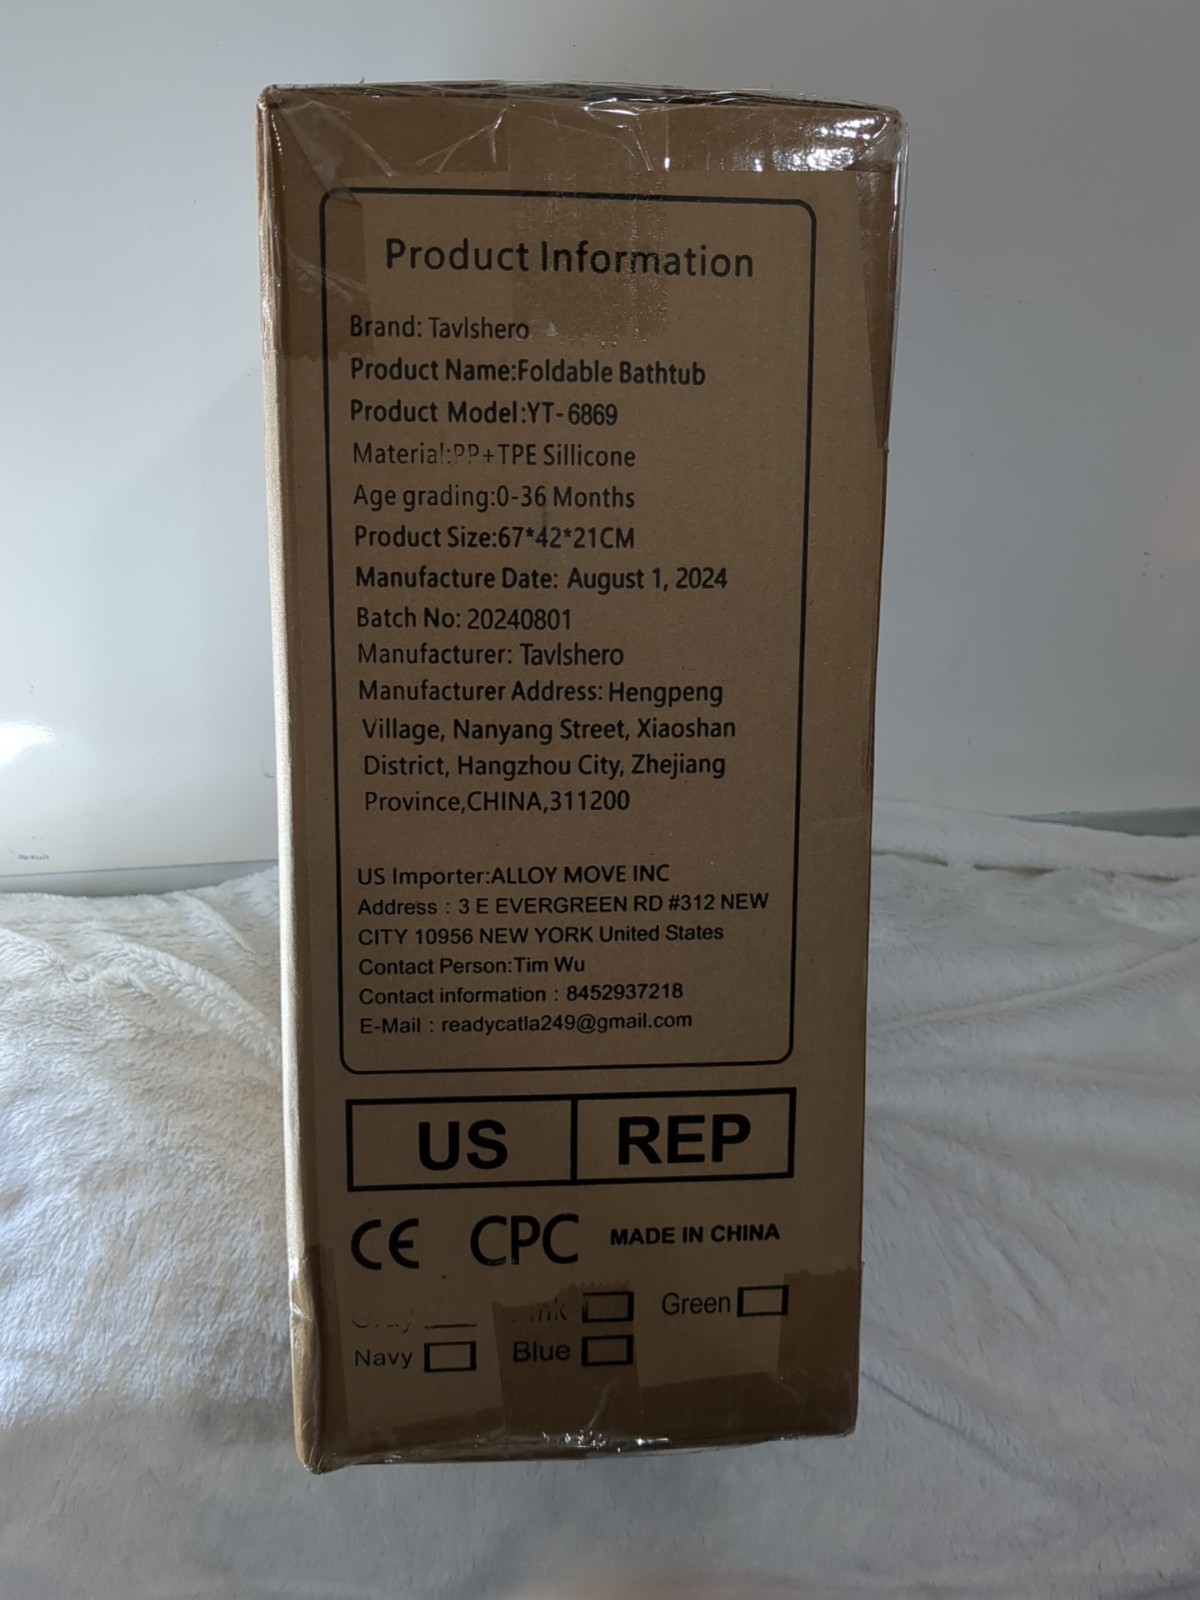 Product Information
Brand: Tavlshero
Product Name:Foldable Bathtub
Product Model:YT-6869
Material:PP+TPE Sillicone
Age grading:0-36 Months
Product Size:67*42*21CM
Manufacture Date: August 1, 2024
Batch No: 20240801
Manufacturer: Tavlshero
Manufacturer Address: Hengpeng
Village, Nanyang Street, Xiaoshan
District, Hangzhou City, Zhejiang
Province,CHINA,311200
US Importer:ALLOY MOVE INC
Address : 3 E EVERGREEN RD #312 NEW
CITY 10956 NEW YORK United States
Contact Person:Tim Wu
Contact information : 8452937218
E-Mail : readycatla249@gmail.com
US REP
CE CPC MADE IN CHINA
Green
Navy Blue